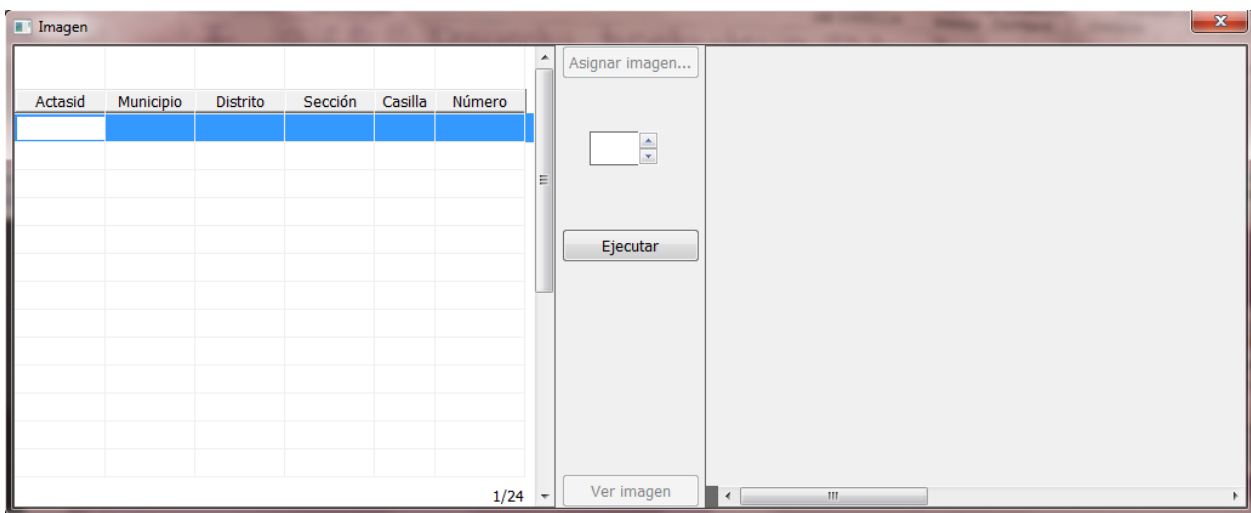 Imagen
Asignar imagen...
Actasid Municipio Distrito Sección Casilla Número
Ejecutar
1/24
Ver imagen